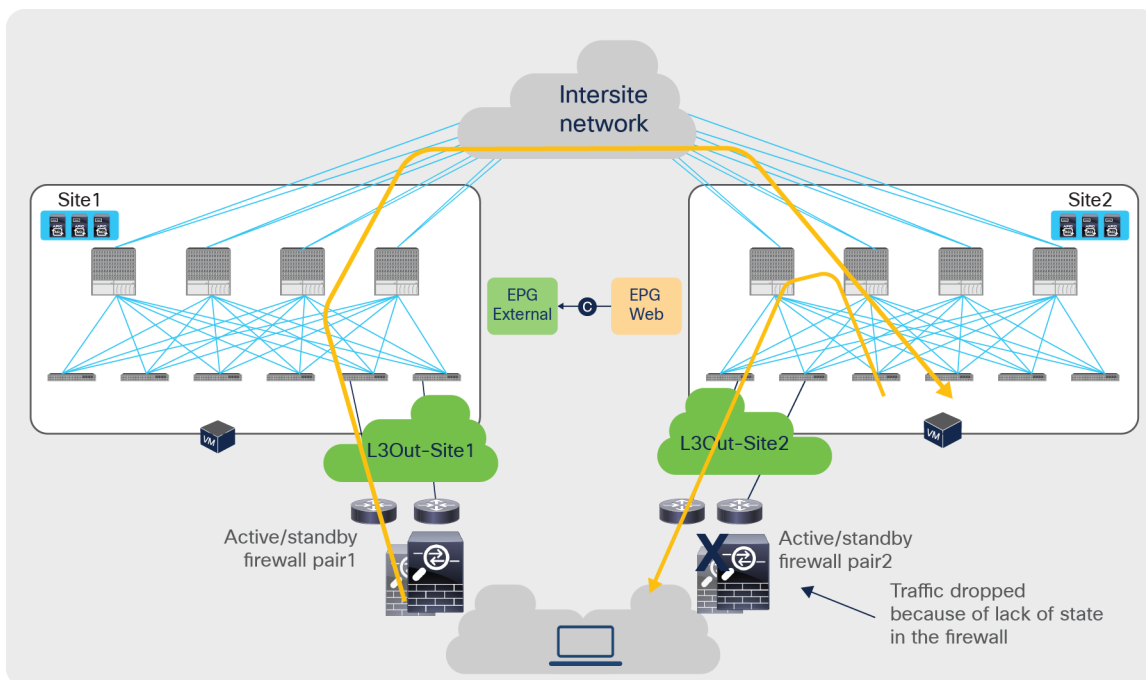 Intersite
network
Site1
Site2
EPG
External
C
EPG
Web
VM
L3Out-Site1
L3Out-Site2
VM
Active/standby
firewall pair1
X
Active/standby
firewall pair2
Traffic dropped
because of lack of state
in the firewall